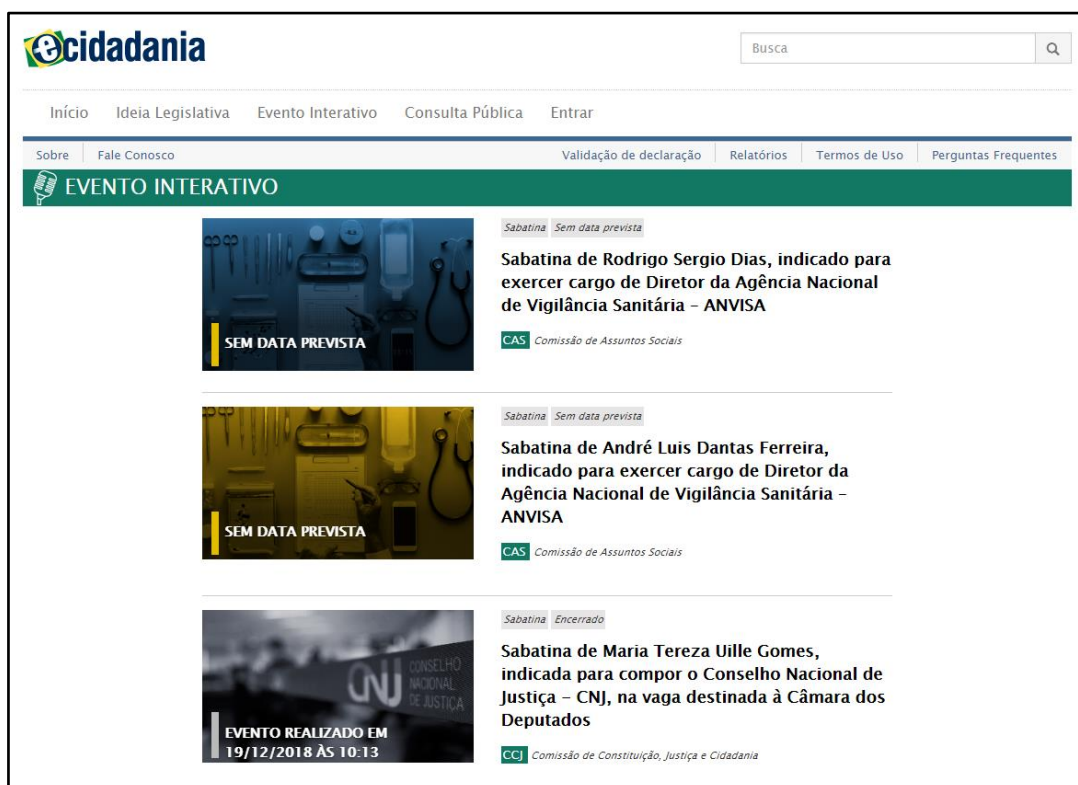 ecidadania
Busca
Início Ideia Legislativa Evento Interativo Consulta Pública Entrar
Sobre Fale Conosco Validação de declaração Relatórios Termos de Uso Perguntas Frequentes
EVENTO INTERATIVO
SEM DATA PREVISTA
Sabatina Sem data prevista
Sabatina de Rodrigo Sergio Dias, indicado para
exercer cargo de Diretor da Agência Nacional
de Vigilância Sanitária – ANVISA
CAS Comissão de Assuntos Sociais
SEM DATA PREVISTA
Sabatina Sem data prevista
Sabatina de André Luis Dantas Ferreira,
indicado para exercer cargo de Diretor da
Agência Nacional de Vigilância Sanitária –
ANVISA
CAS Comissão de Assuntos Sociais
CNJ CONSELHO
NACIONAL
DE JUSTIÇA
EVENTO REALIZADO EM
19/12/2018 ÀS 10:13
Sabatina Encerrado
Sabatina de Maria Tereza Uille Gomes,
indicada para compor o Conselho Nacional de
Justiça – CNJ, na vaga destinada à Câmara dos
Deputados
CCJ Comissão de Constituição, Justiça e Cidadania